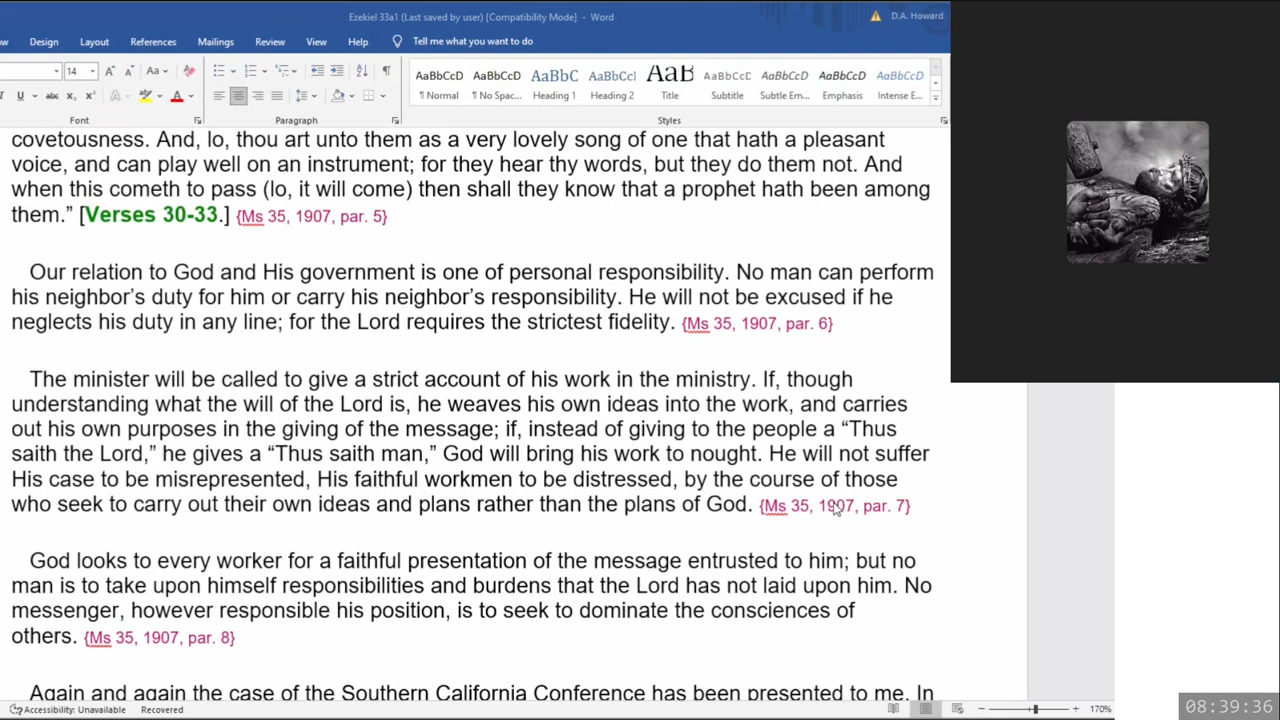 Ezekiel 33a1 (Last saved by user) [Compatibility Mode] - Word
D.A. Howard
Design Layout References Mailings Review View Help Tell me what you want to do
14
Aa
AaBbCcD AaBbCcD AaBbC AaBbCcI AaB AaBbCcD AaBbCcD AaBbCcD AaBbCcD
¶ Normal ¶ No Spac... Heading 1 Heading 2 Title Subtitle Subtle Em... Emphasis Intense E...
Font Paragraph Styles
covetousness. And, lo, thou art unto them as a very lovely song of one that hath a pleasant
voice, and can play well on an instrument; for they hear thy words, but they do them not. And
when this cometh to pass (lo, it will come) then shall they know that a prophet hath been among
them.” [Verses 30-33.] {Ms 35, 1907, par. 5}
Our relation to God and His government is one of personal responsibility. No man can perform
his neighbor’s duty for him or carry his neighbor’s responsibility. He will not be excused if he
neglects his duty in any line; for the Lord requires the strictest fidelity. {Ms 35, 1907, par. 6}
The minister will be called to give a strict account of his work in the ministry. If, though
understanding what the will of the Lord is, he weaves his own ideas into the work, and carries
out his own purposes in the giving of the message; if, instead of giving to the people a “Thus
saith the Lord,” he gives a “Thus saith man,” God will bring his work to nought. He will not suffer
His case to be misrepresented, His faithful workmen to be distressed, by the course of those
who seek to carry out their own ideas and plans rather than the plans of God. {Ms 35, 1907, par. 7}
God looks to every worker for a faithful presentation of the message entrusted to him; but no
man is to take upon himself responsibilities and burdens that the Lord has not laid upon him. No
messenger, however responsible his position, is to seek to dominate the consciences of
others. {Ms 35, 1907, par. 8}
Again and again the case of the Southern California Conference has been presented to me. In
Accessibility: Unavailable Recovered 170%
08:39:36